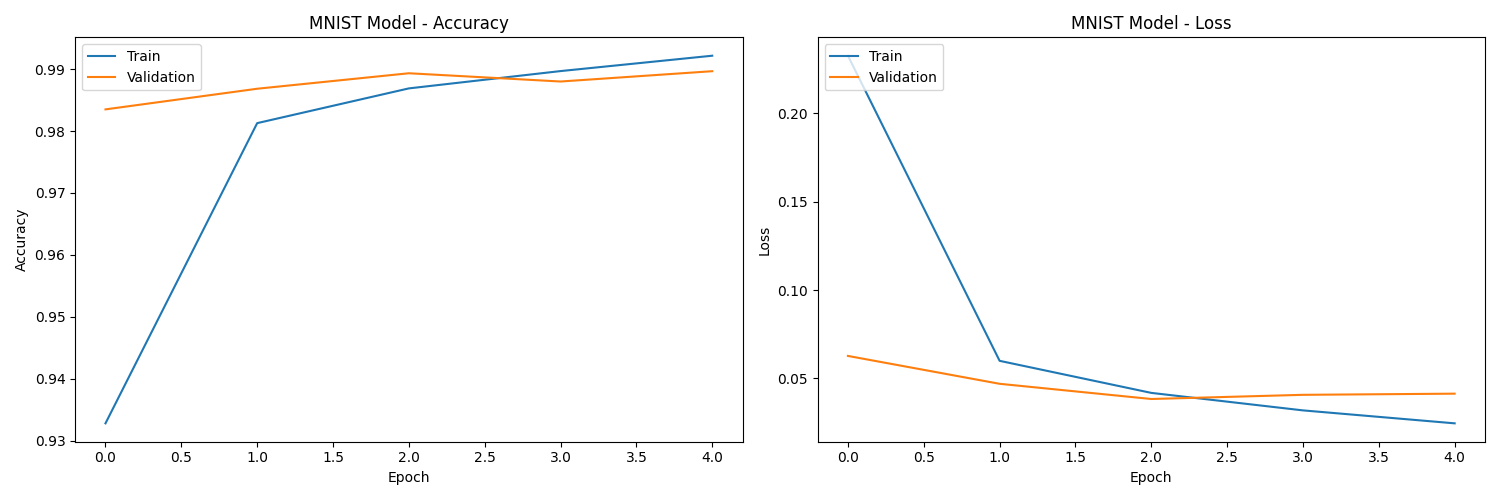 MNIST Model - Accuracy
Train
Validation
0.99
0.98
0.97
0.96
0.95
0.94
0.93
Accuracy
0.0 0.5 1.0 1.5 2.0 2.5 3.0 3.5 4.0
Epoch
MNIST Model - Loss
Train
Validation
0.20
0.15
0.10
0.05
Loss
0.0 0.5 1.0 1.5 2.0 2.5 3.0 3.5 4.0
Epoch